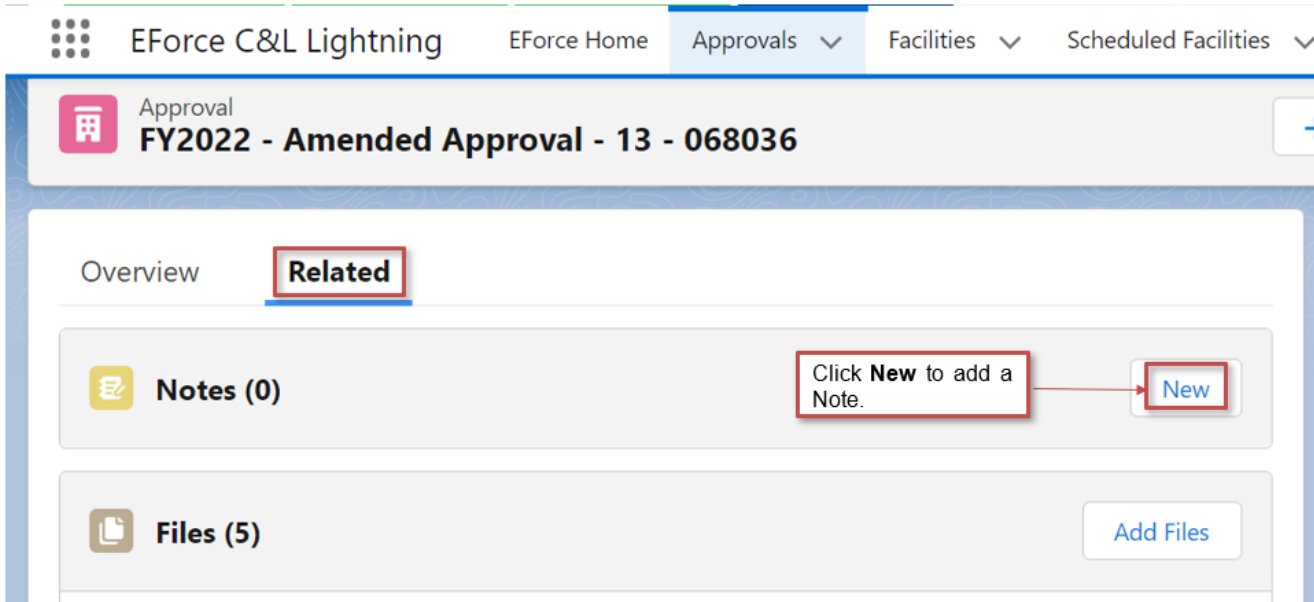 EForce C&L Lightning EForce Home Approvals Facilities Scheduled Facilities
Approval
FY2022 - Amended Approval - 13 - 068036
Overview Related
Notes (0)
Click New to add a
Note.
New
Files (5)
Add Files